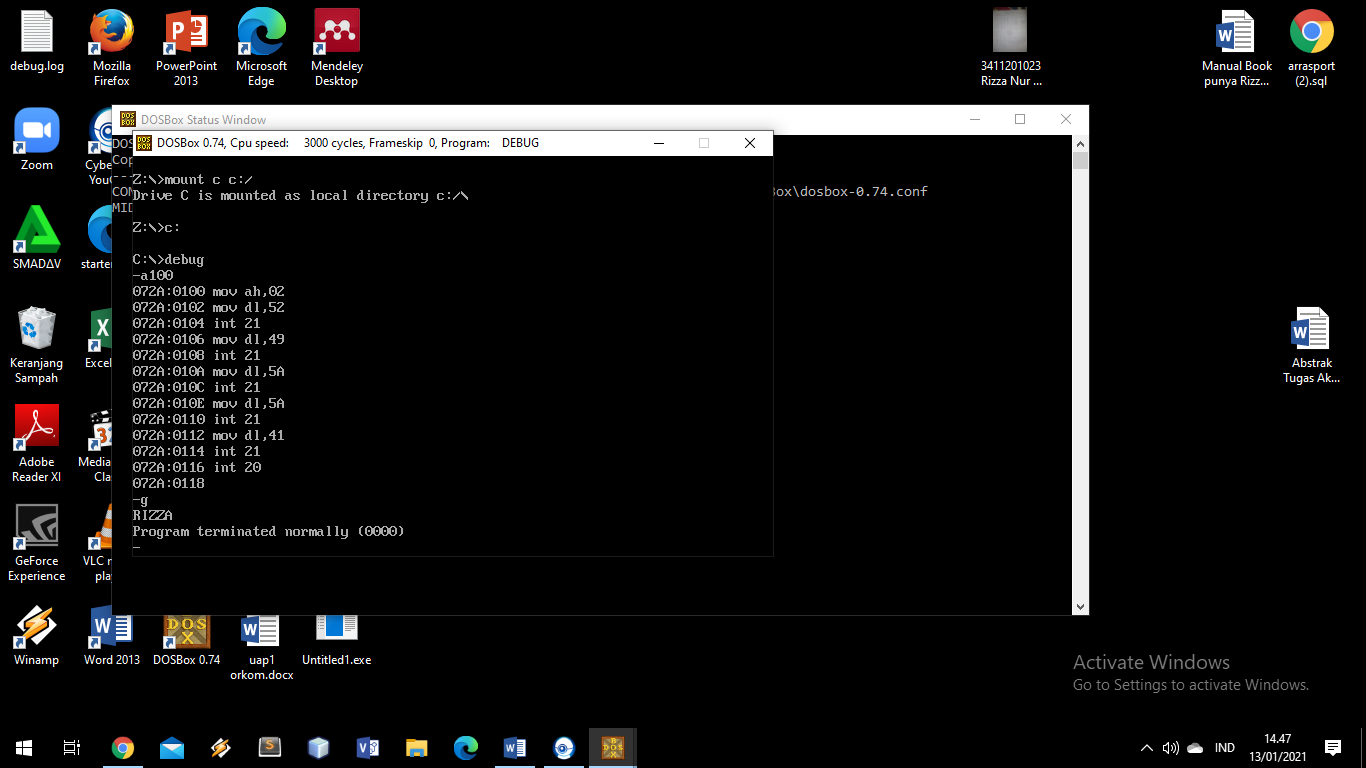 debug.log
Mozilla
Firefox
PowerPoint
2013
Microsoft
Edge
Mendeley
Desktop
3411201023
Rizza Nur ...
Manual Book
punya Rizz...
arrasport
(2).sql
Zoom
SMADΔV
Keranjang
Sampah
Adobe
Reader XI
GeForce
Experience
Winamp
Word 2013
DOSBox 0.74
uap1
orkom.docx
Untitled1.exe
Abstrak
Tugas Ak...
DOSBox Status Window
ox\dosbox-0.74.conf
DOSBox 0.74, Cpu speed: 3000 cycles, Frameskip 0, Program: DEBUG
Z:\>mount c c:/
Drive C is mounted as local directory c:/\
Z:\>c:
C:\>debug
-a100
072A:0100 mov ah,02
072A:0102 mov dl,52
072A:0104 int 21
072A:0106 mov dl,49
072A:0108 int 21
072A:010A mov dl,5A
072A:010C int 21
072A:010E mov dl,5A
072A:0110 int 21
072A:0112 mov dl,41
072A:0114 int 21
072A:0116 int 20
072A:0118
-g
RIZZA
Program terminated normally (0000)
-
Activate Windows
Go to Settings to activate Windows.
IND
14.47
13/01/2021